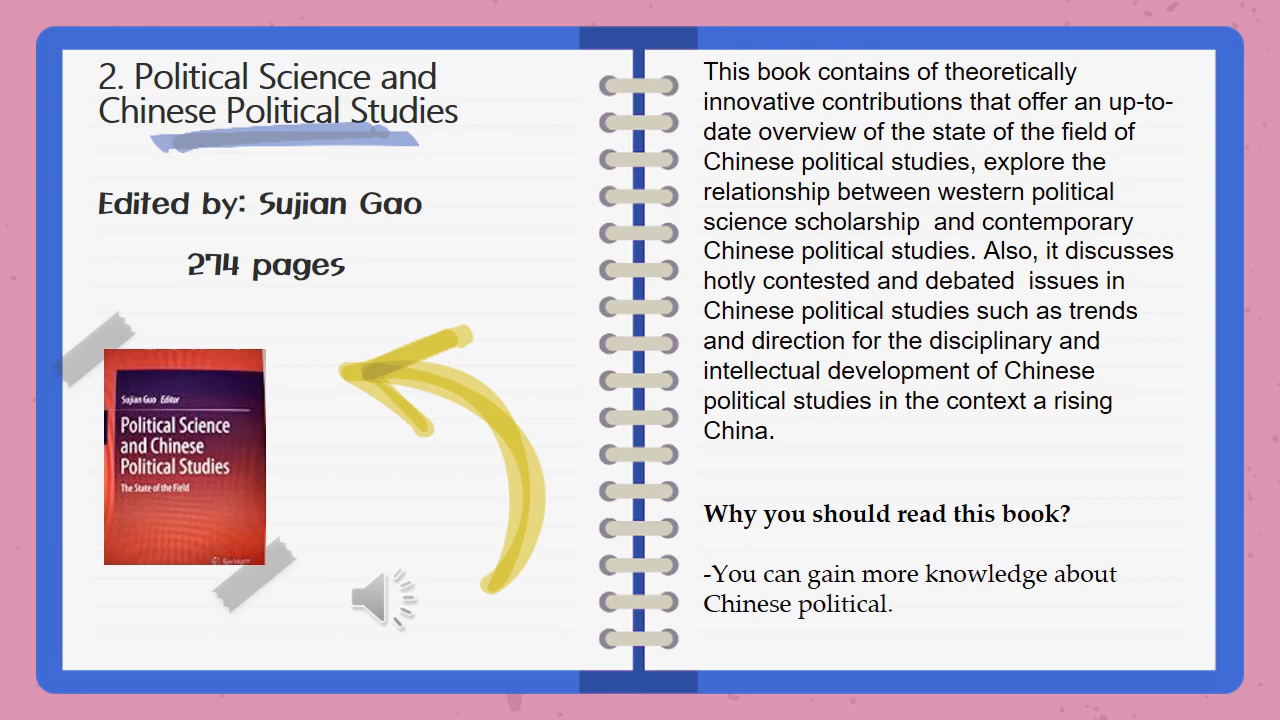 2. Political Science and
Chinese Political Studies
Edited by: Sujian Gao
274 pages
Sujian Guo Editor
Political Science
and Chinese
Political Studies
The State of the Field
This book contains of theoretically
innovative contributions that offer an up-to-
date overview of the state of the field of
Chinese political studies, explore the
relationship between western political
science scholarship  and contemporary
Chinese political studies. Also, it discusses
hotly contested and debated  issues in
Chinese political studies such as trends
and direction for the disciplinary and
intellectual development of Chinese
political studies in the context a rising
China.
Why you should read this book?
-You can gain more knowledge about
Chinese political.